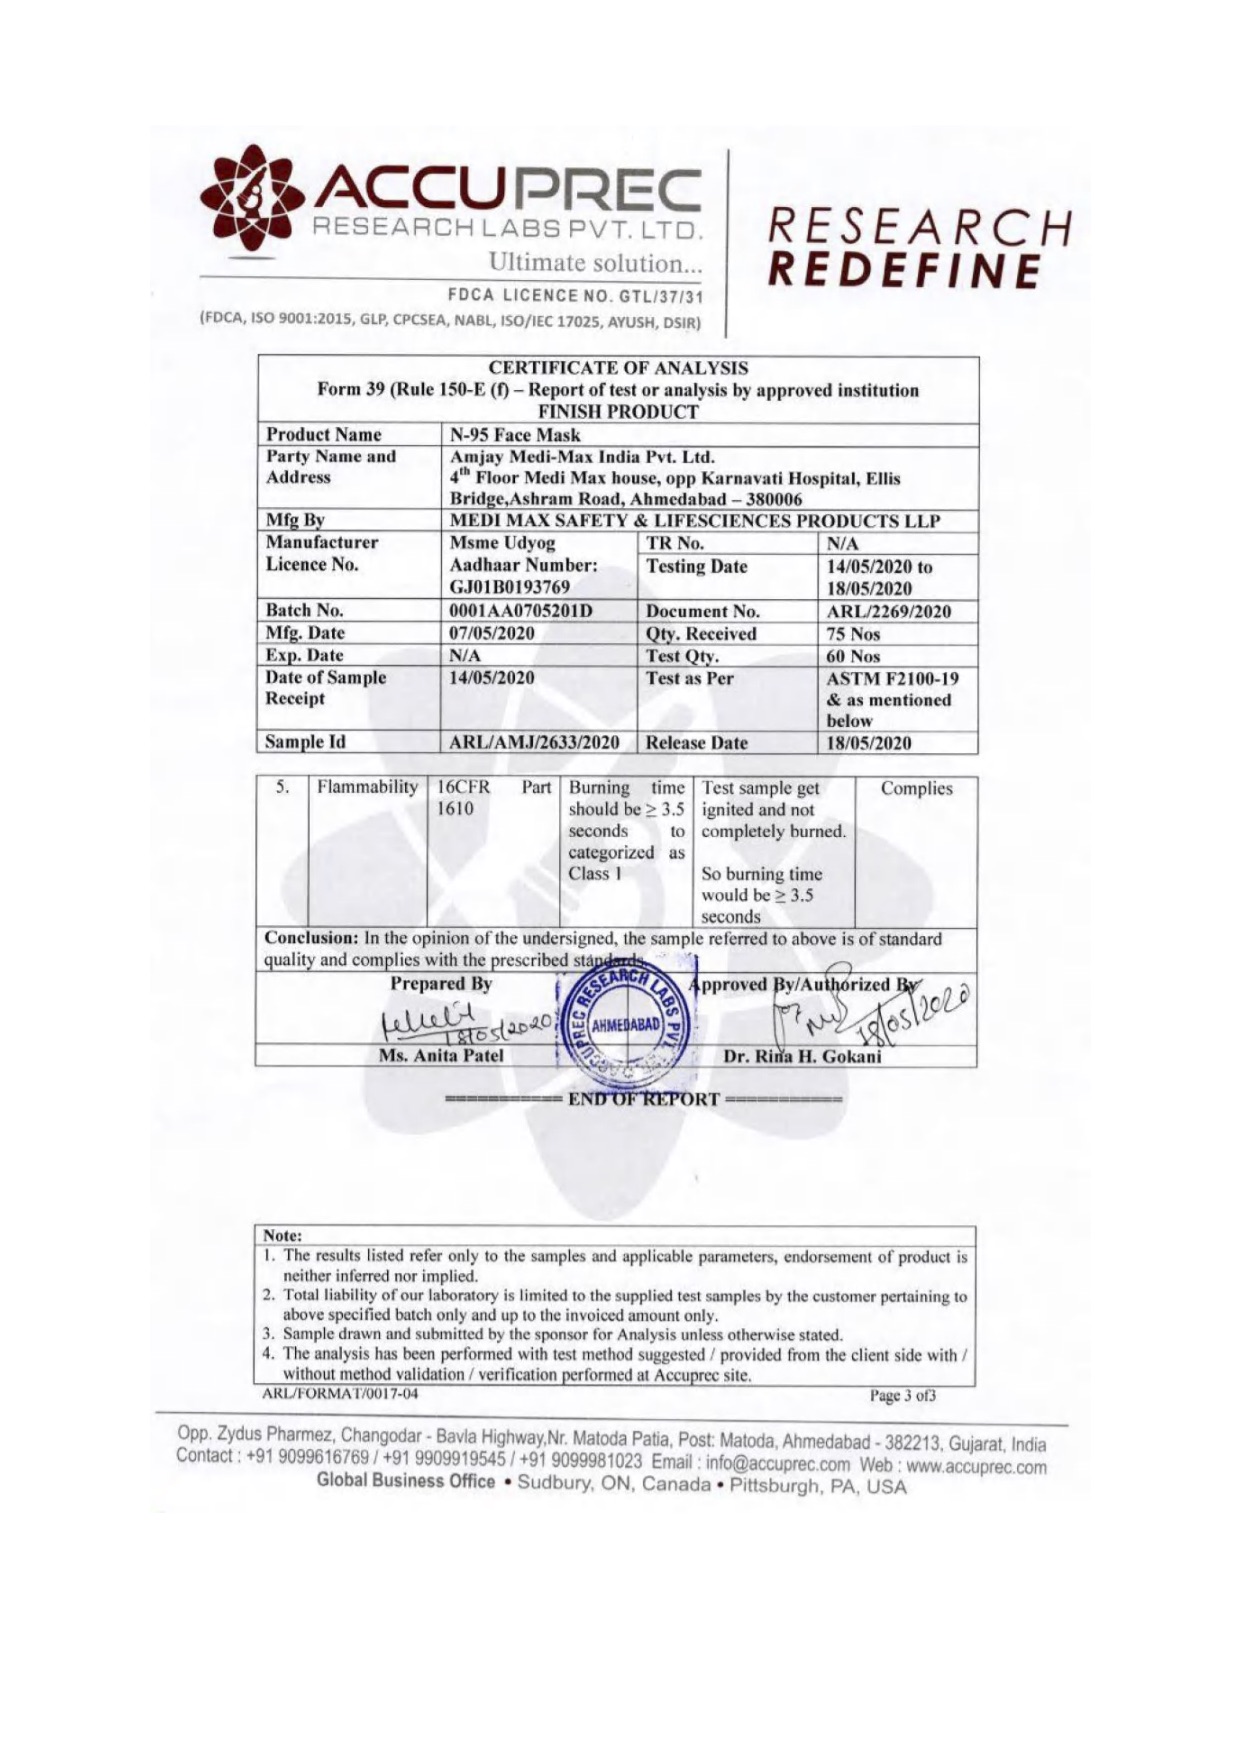 ACCUPREC
RESEARCH LABS PVT. LTD.
Ultimate solution...
FDCA LICENCE NO. GTL/37/31
(FDCA, ISO 9001:2015, GLP, CPCSEA, NABL, ISO/IEC 17025, AYUSH, DSIR)
RESEARCH
REDEFINE
CERTIFICATE OF ANALYSIS
Form 39 (Rule 150-E (f) – Report of test or analysis by approved institution
FINISH PRODUCT
Product Name N-95 Face Mask
Party Name and Address Amjay Medi-Max India Pvt. Ltd.
4th Floor Medi Max house, opp Karnavati Hospital, Ellis
Bridge,Ashram Road, Ahmedabad – 380006
Mfg By MEDI MAX SAFETY & LIFESCIENCES PRODUCTS LLP
Manufacturer Licence No. Msme Udyog
Aadhaar Number:
GJ01B0193769
TR No. N/A
Testing Date 14/05/2020 to
18/05/2020
Batch No. 0001AA0705201D Document No. ARL/2269/2020
Mfg. Date 07/05/2020 Qty. Received 75 Nos
Exp. Date N/A Test Qty. 60 Nos
Date of Sample Receipt 14/05/2020 Test as Per ASTM F2100-19
& as mentioned
below
Sample Id ARL/AMJ/2633/2020 Release Date 18/05/2020
5. Flammability
16CFR Part
1610
Burning time
should be ≥ 3.5
seconds to
categorized as
Class 1
Test sample get
ignited and not
completely burned.
So burning time
would be ≥ 3.5
seconds
Complies
Conclusion: In the opinion of the undersigned, the sample referred to above is of standard
quality and complies with the prescribed standards.
Prepared By
18/05/2020
Ms. Anita Patel
AHMEDABAD
Approved By/Authorized By
for
18/05/2020
Dr. Rina H. Gokani
=========== END OF REPORT ===========
Note:
1. The results listed refer only to the samples and applicable parameters, endorsement of product is
neither inferred nor implied.
2. Total liability of our laboratory is limited to the supplied test samples by the customer pertaining to
above specified batch only and up to the invoiced amount only.
3. Sample drawn and submitted by the sponsor for Analysis unless otherwise stated.
4. The analysis has been performed with test method suggested / provided from the client side with /
without method validation / verification performed at Accuprec site.
ARL/FORMAT/0017-04 Page 3 of3
Opp. Zydus Pharmez, Changodar - Bavla Highway,Nr. Matoda Patia, Post: Matoda, Ahmedabad - 382213, Gujarat, India
Contact : +91 9099616769 / +91 9909919545 / +91 9099981023 Email : info@accuprec.com Web : www.accuprec.com
Global Business Office • Sudbury, ON, Canada • Pittsburgh, PA, USA